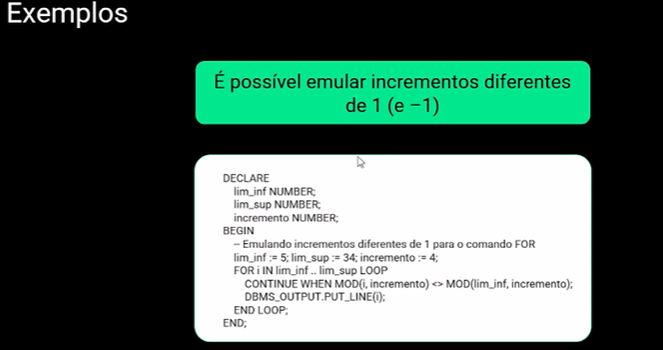 Exemplos
É possível emular incrementos diferentes
de 1 (e −1)
DECLARE
lim_inf NUMBER;
lim_sup NUMBER;
incremento NUMBER;
BEGIN
-- Emulando incrementos diferentes de 1 para o comando FOR
lim_inf := 5; lim_sup := 34; incremento := 4;
FOR i IN lim_inf .. lim_sup LOOP
CONTINUE WHEN MOD(i, incremento) <> MOD(lim_inf, incremento);
DBMS_OUTPUT.PUT_LINE(i);
END LOOP;
END;